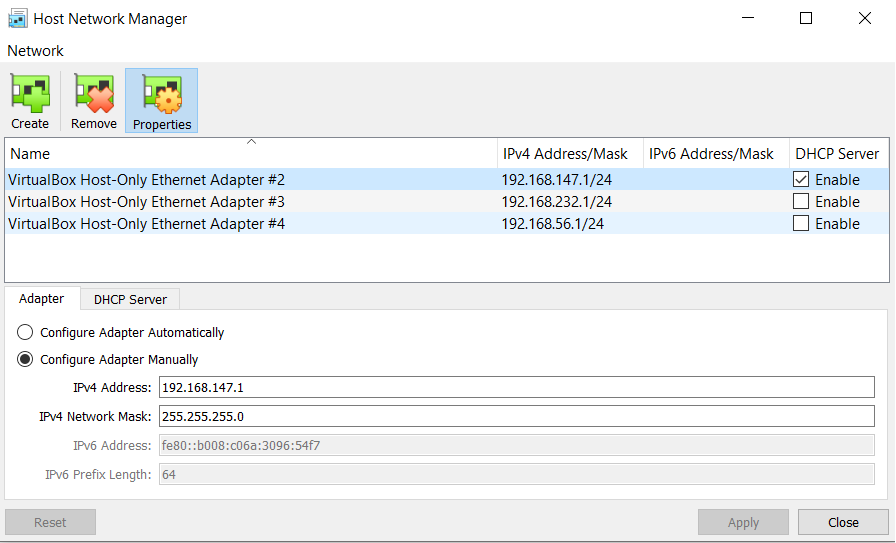 Host Network Manager
Network
Create Remove Properties
Name IPv4 Address/Mask IPv6 Address/Mask DHCP Server
VirtualBox Host-Only Ethernet Adapter #2 192.168.147.1/24 Enable
VirtualBox Host-Only Ethernet Adapter #3 192.168.232.1/24 Enable
VirtualBox Host-Only Ethernet Adapter #4 192.168.56.1/24 Enable
Adapter DHCP Server
Configure Adapter Automatically
Configure Adapter Manually
IPv4 Address: 192.168.147.1
IPv4 Network Mask: 255.255.255.0
IPv6 Address: fe80::b008:c06a:3096:54f7
IPv6 Prefix Length: 64
Reset Apply Close